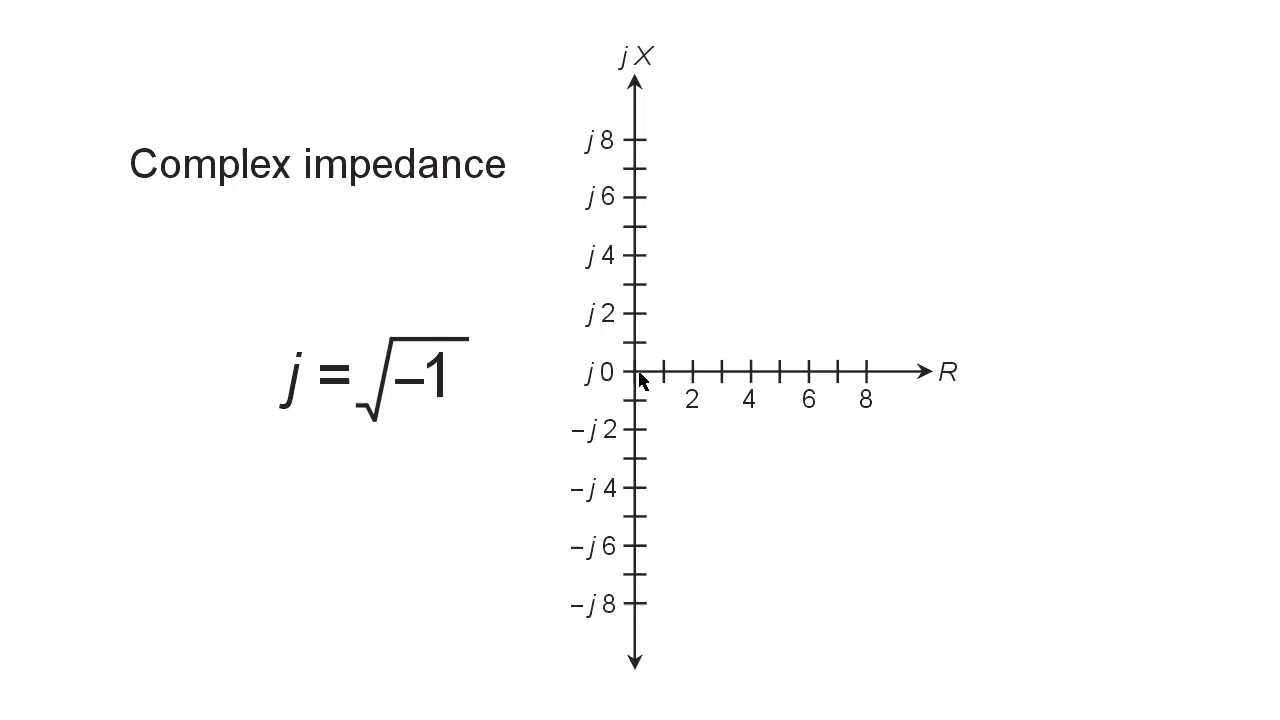 j X
Complex impedance
j 8
j 6
j 4
j 2
j = √–1
j 0
R
2 4 6 8
– j 2
– j 4
– j 6
– j 8